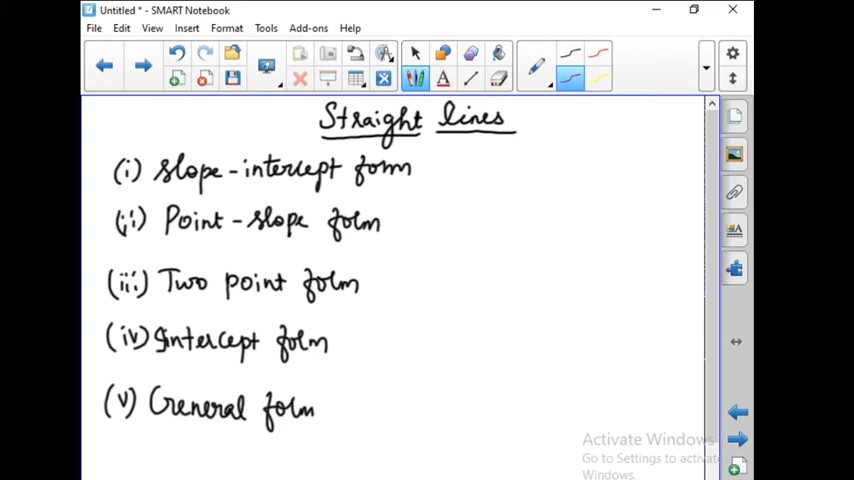 Untitled * - SMART Notebook
File Edit View Insert Format Tools Add-ons Help
Straight lines
(i) slope-intercept form
(ii) Point-slope form
(iii) Two point form
(iv) Intercept form
(v) General form
Activate Windows
Go to Settings to activate
Windows.